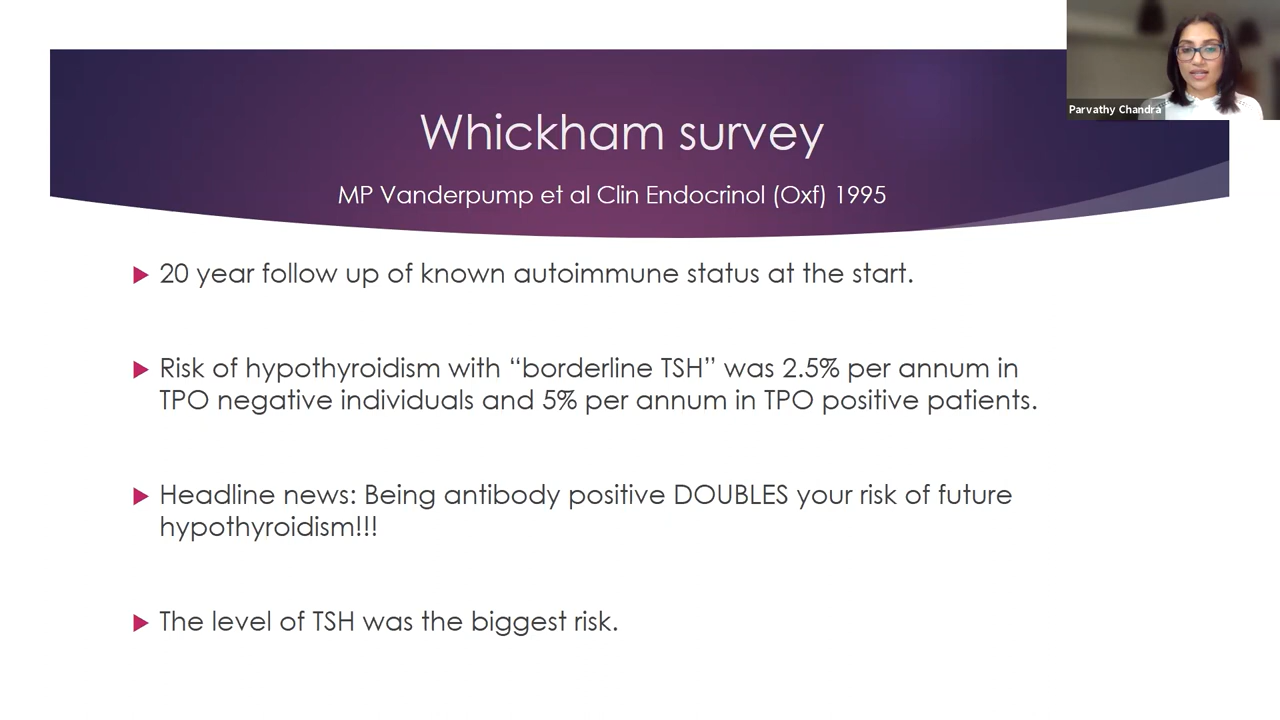 Parvathy Chandra
Whickham survey
MP Vanderpump et al Clin Endocrinol (Oxf) 1995
20 year follow up of known autoimmune status at the start.
Risk of hypothyroidism with “borderline TSH” was 2.5% per annum in
TPO negative individuals and 5% per annum in TPO positive patients.
Headline news: Being antibody positive DOUBLES your risk of future
hypothyroidism!!!
The level of TSH was the biggest risk.